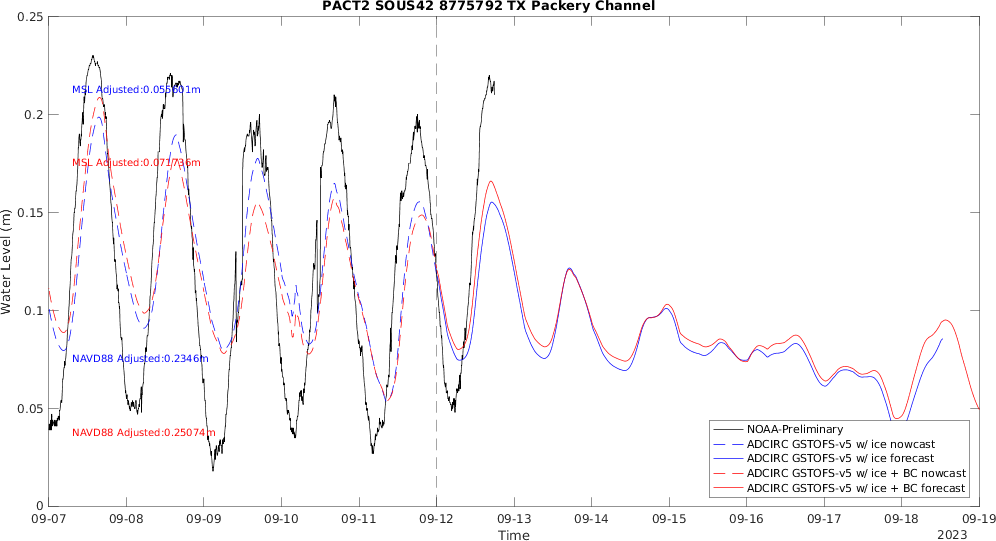 PACT2 SOUS42 8775792 TX Packery Channel
0.25
0.2
0.15
0.1
0.05
0
Water Level (m)
MSL Adjusted:0.055801m
MSL Adjusted:0.071736m
NAVD88 Adjusted:0.2346m
NAVD88 Adjusted:0.25074m
NOAA-Preliminary
ADCIRC GSTOFS-v5 w/ ice nowcast
ADCIRC GSTOFS-v5 w/ ice forecast
ADCIRC GSTOFS-v5 w/ ice + BC nowcast
ADCIRC GSTOFS-v5 w/ ice + BC forecast
09-07 09-08 09-09 09-10 09-11 09-12 09-13 09-14 09-15 09-16 09-17 09-18 09-19
Time
2023